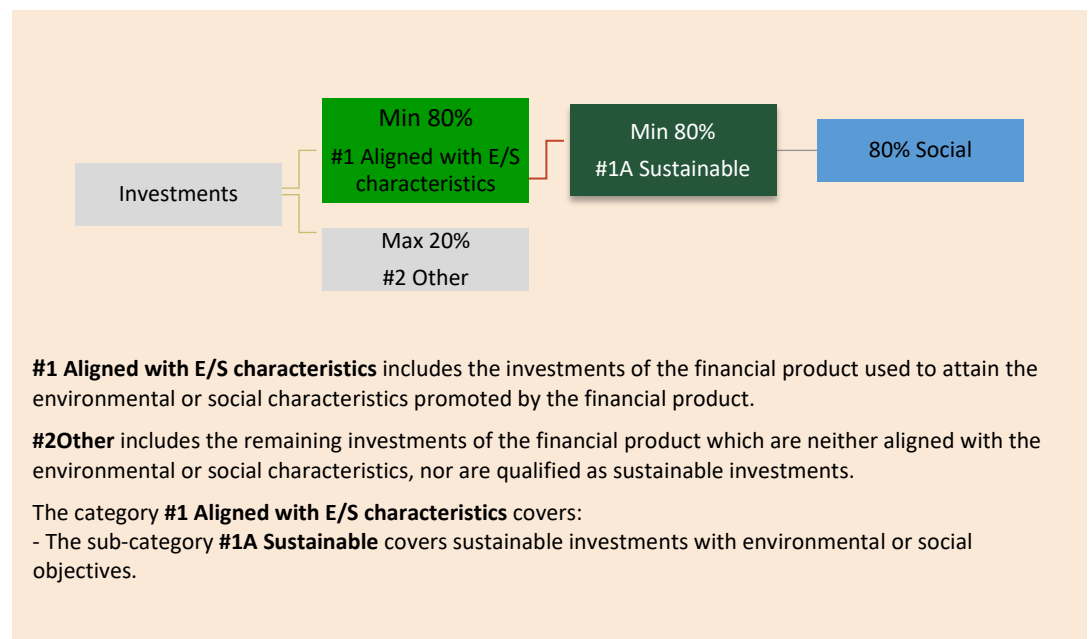 Investments
Min 80%
#1 Aligned with E/S
characteristics
Max 20%
#2 Other
Min 80%
#1A Sustainable
80% Social
#1 Aligned with E/S characteristics includes the investments of the financial product used to attain the
environmental or social characteristics promoted by the financial product.
#2Other includes the remaining investments of the financial product which are neither aligned with the
environmental or social characteristics, nor are qualified as sustainable investments.
The category #1 Aligned with E/S characteristics covers:
- The sub-category #1A Sustainable covers sustainable investments with environmental or social
objectives.